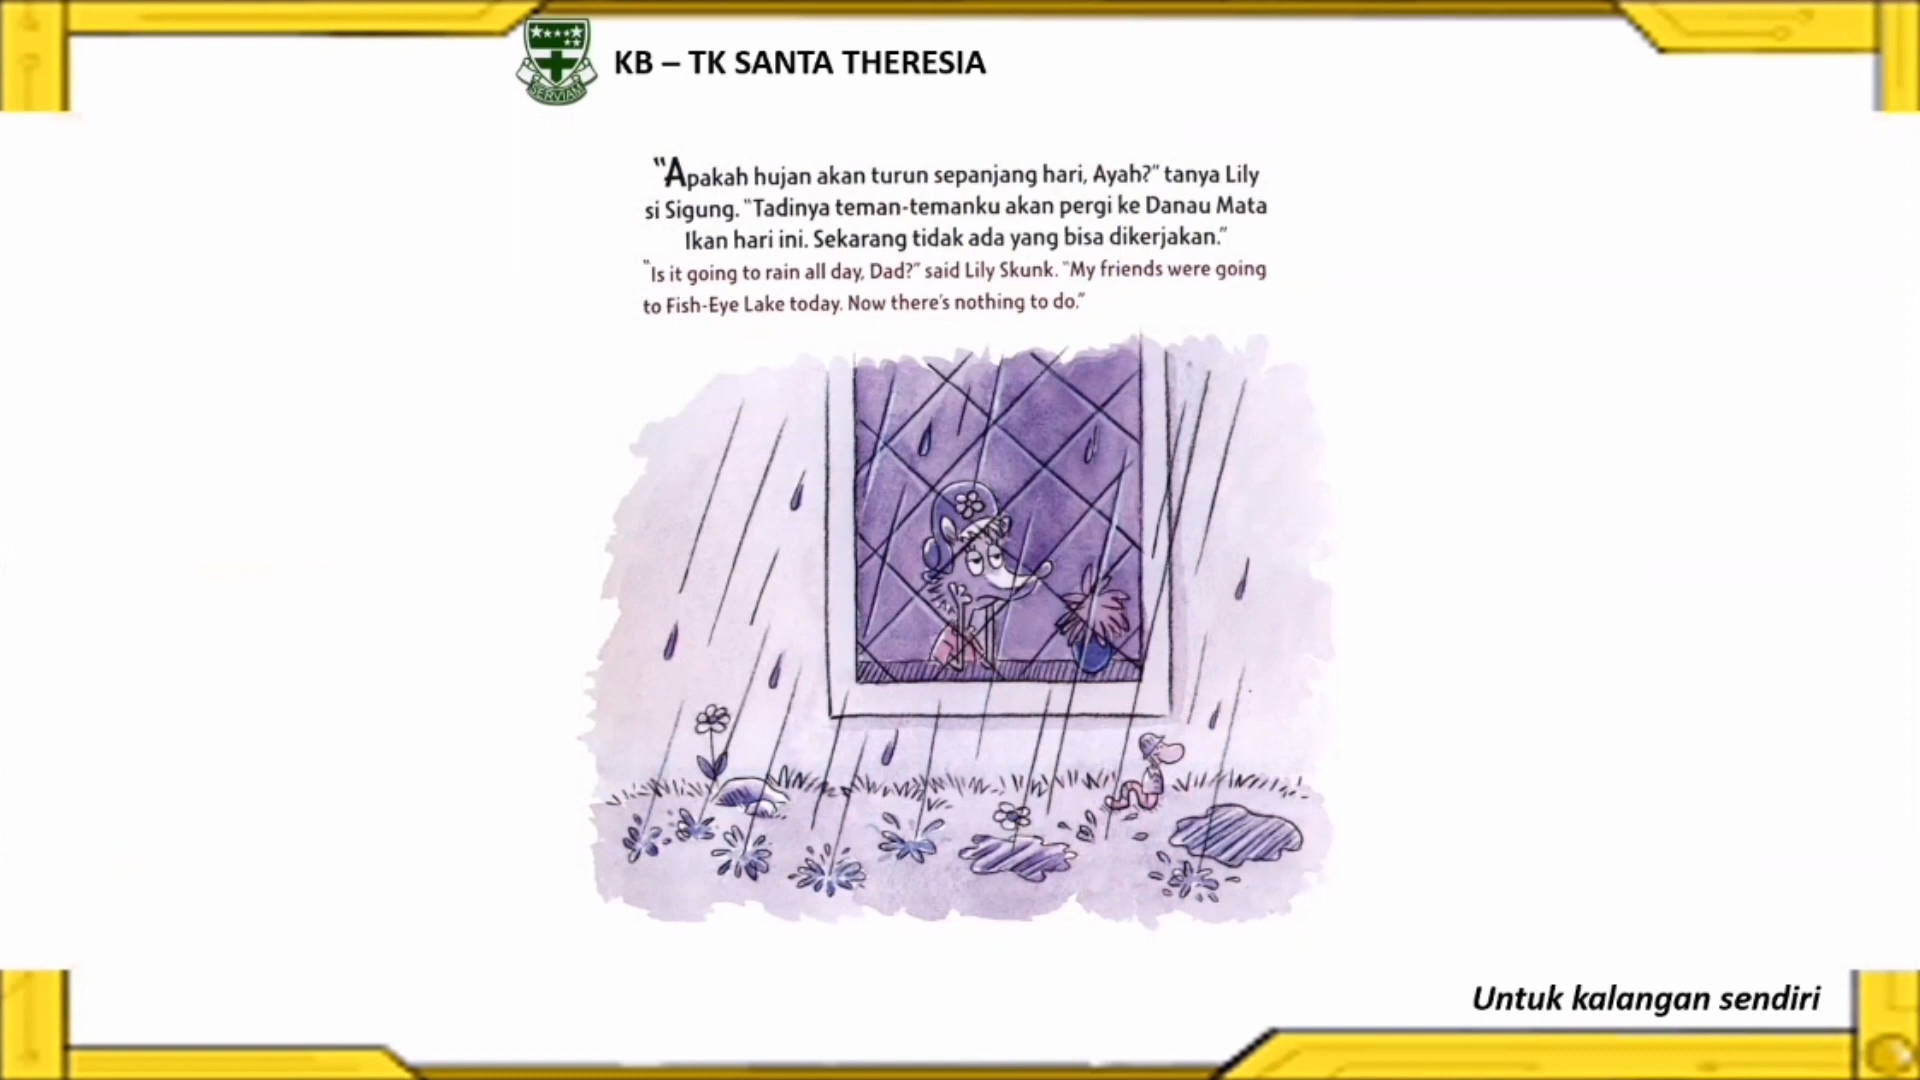 SERVIAM
KB – TK SANTA THERESIA
"Apakah hujan akan turun sepanjang hari, Ayah?" tanya Lily
si Sigung. "Tadinya teman-temanku akan pergi ke Danau Mata
Ikan hari ini. Sekarang tidak ada yang bisa dikerjakan."
"Is it going to rain all day, Dad?" said Lily Skunk. "My friends were going
to Fish-Eye Lake today. Now there's nothing to do."
Untuk kalangan sendiri